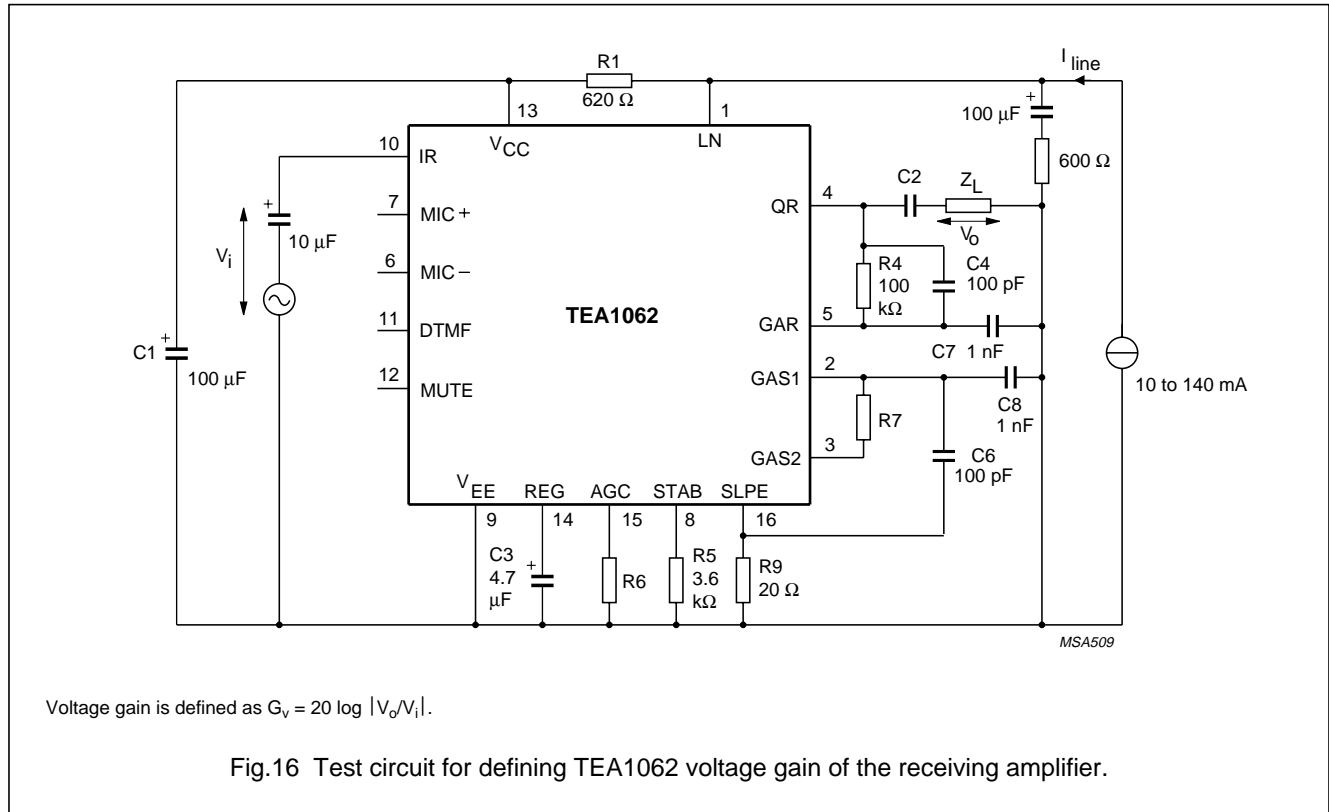 R1
620 Ω
I line
13
1
100 µF
+
VCC
LN
10
IR
600 Ω
C2
ZL
4
QR
Vo
7
MIC+
+
10 µF
Vi
6
MIC−
R4
100
kΩ
C4
100 pF
TEA1062
11
DTMF
5
GAR
C7
1 nF
C1
+
100 µF
12
MUTE
2
GAS1
10 to 140 mA
C8
1 nF
R7
3
GAS2
C6
100 pF
VEE
REG
AGC
STAB
SLPE
9
14
15
8
16
C3
4.7
µF
+
R6
R5
3.6
kΩ
R9
20 Ω
MSA509
Voltage gain is defined as Gv = 20 log |Vo/Vi|.
Fig.16 Test circuit for defining TEA1062 voltage gain of the receiving amplifier.